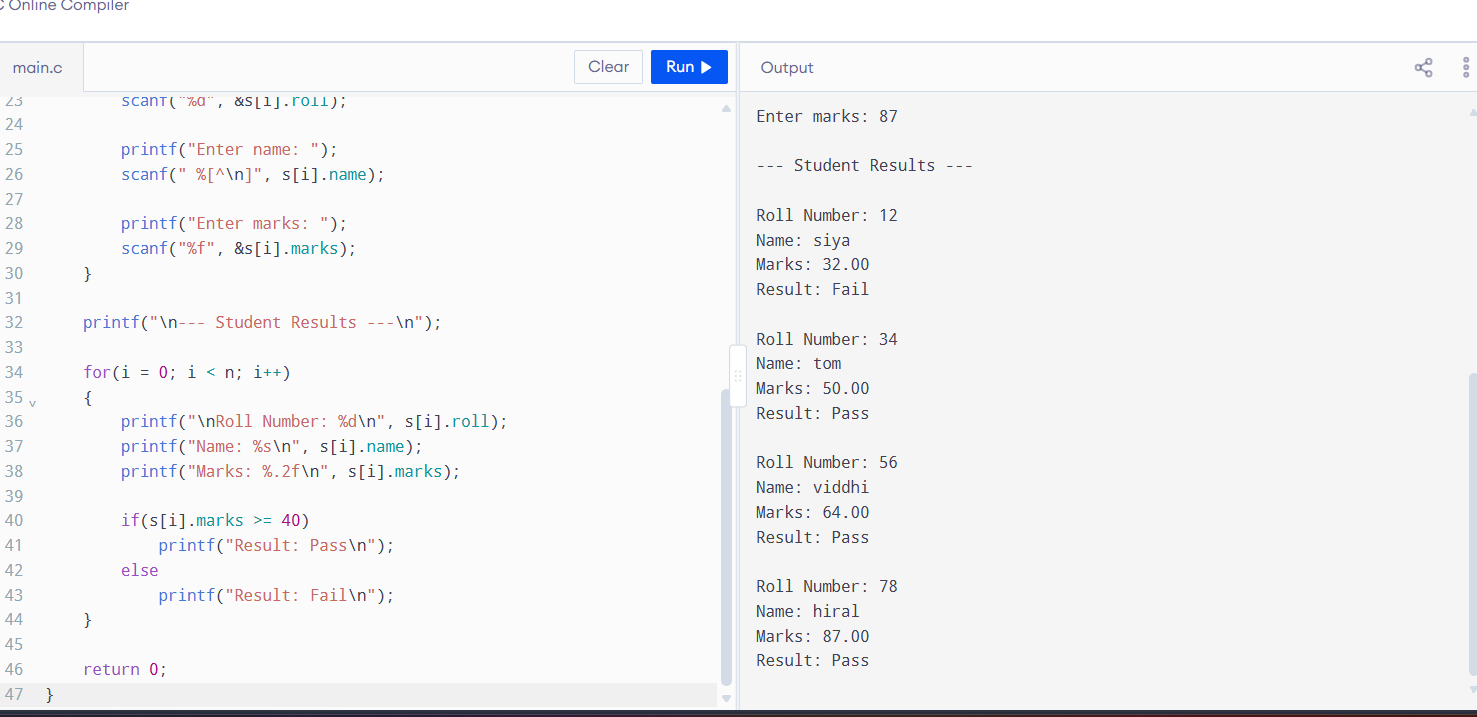 C Online Compiler
main.c
Clear
Run
Output
23 scanf("%d", &s[i].roll);
24
25 printf("Enter name: ");
26 scanf(" %[^\n]", s[i].name);
27
28 printf("Enter marks: ");
29 scanf("%f", &s[i].marks);
30 }
31
32 printf("\n--- Student Results ---\n");
33
34 for(i = 0; i < n; i++)
35 {
36 printf("\nRoll Number: %d\n", s[i].roll);
37 printf("Name: %s\n", s[i].name);
38 printf("Marks: %.2f\n", s[i].marks);
39
40 if(s[i].marks >= 40)
41 printf("Result: Pass\n");
42 else
43 printf("Result: Fail\n");
44 }
45
46 return 0;
47 }
Enter marks: 87
--- Student Results ---
Roll Number: 12
Name: siya
Marks: 32.00
Result: Fail
Roll Number: 34
Name: tom
Marks: 50.00
Result: Pass
Roll Number: 56
Name: viddhi
Marks: 64.00
Result: Pass
Roll Number: 78
Name: hiral
Marks: 87.00
Result: Pass